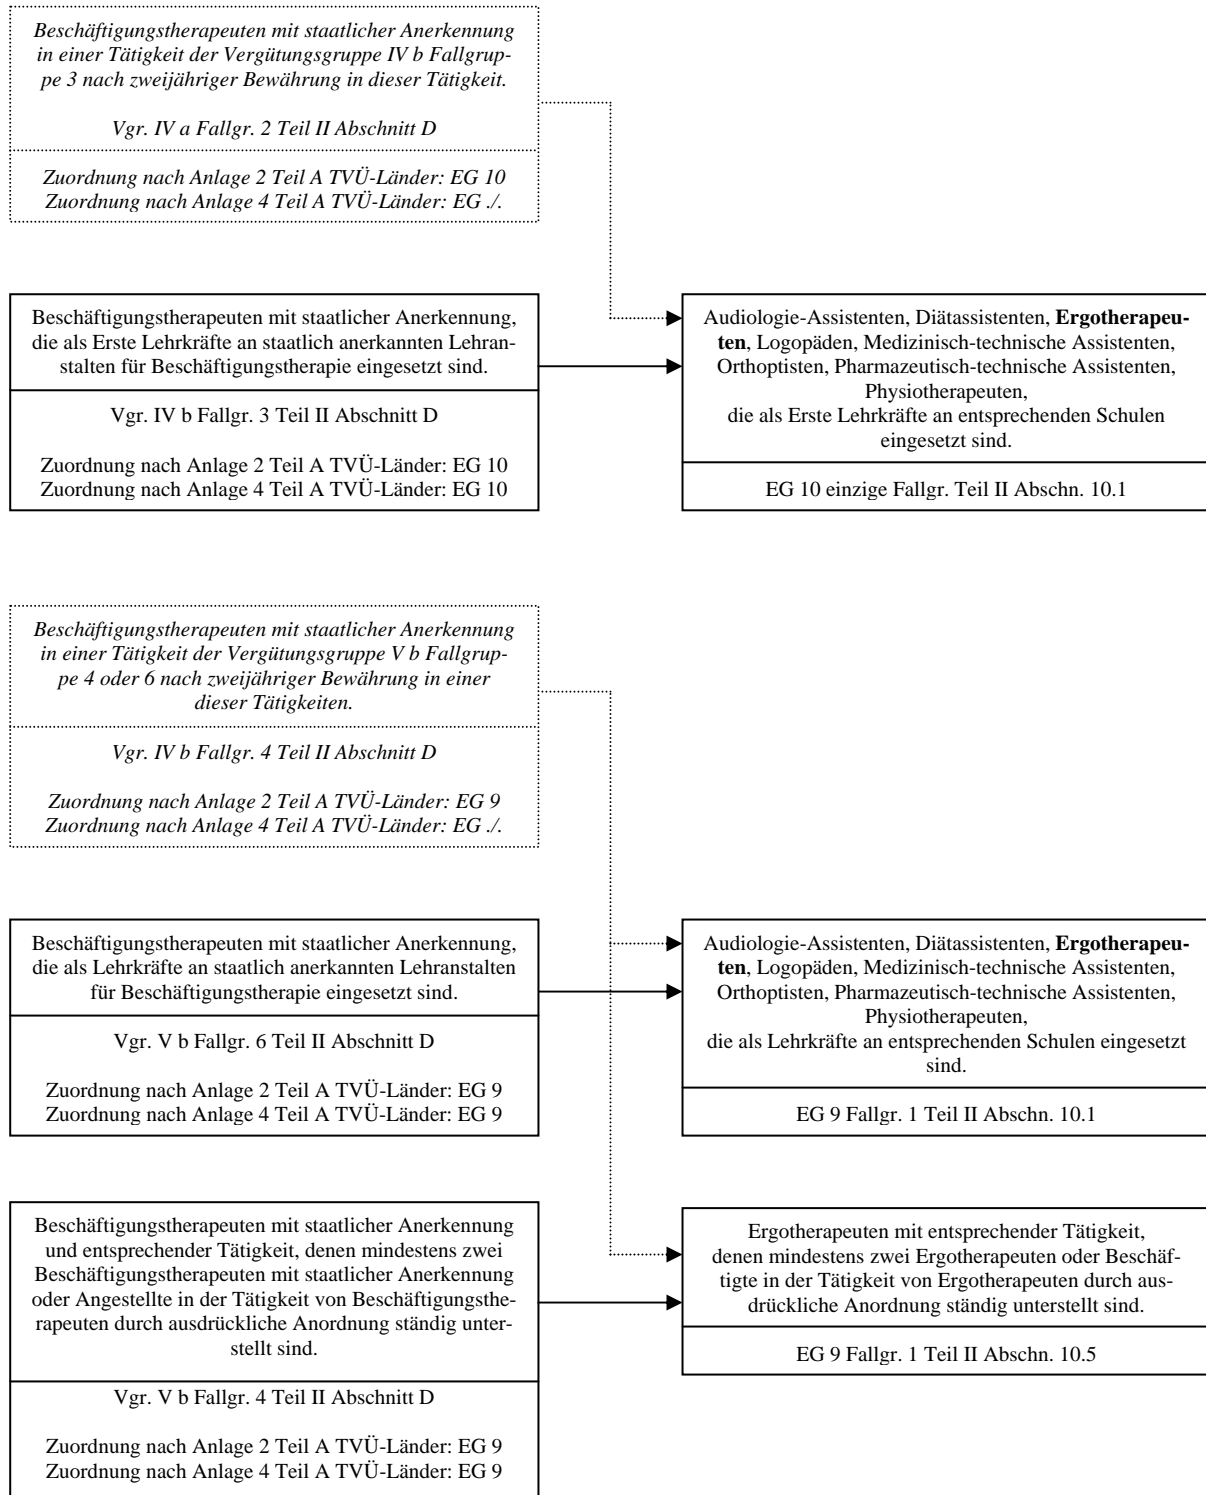 Beschäftigungstherapeuten mit staatlicher Anerkennung
in einer Tätigkeit der Vergütungsgruppe IV b Fallgrup-
pe 3 nach zweijähriger Bewährung in dieser Tätigkeit.
Vgr. IV a Fallgr. 2 Teil II Abschnitt D
Zuordnung nach Anlage 2 Teil A TVÜ-Länder: EG 10
Zuordnung nach Anlage 4 Teil A TVÜ-Länder: EG ./.
Beschäftigungstherapeuten mit staatlicher Anerkennung,
die als Erste Lehrkräfte an staatlich anerkannten Lehran-
stalten für Beschäftigungstherapie eingesetzt sind.
Vgr. IV b Fallgr. 3 Teil II Abschnitt D
Zuordnung nach Anlage 2 Teil A TVÜ-Länder: EG 10
Zuordnung nach Anlage 4 Teil A TVÜ-Länder: EG 10
Audiologie-Assistenten, Diätassistenten, Ergotherapeu-
ten, Logopäden, Medizinisch-technische Assistenten,
Orthoptisten, Pharmazeutisch-technische Assistenten,
Physiotherapeuten,
die als Erste Lehrkräfte an entsprechenden Schulen
eingesetzt sind.
EG 10 einzige Fallgr. Teil II Abschn. 10.1
Beschäftigungstherapeuten mit staatlicher Anerkennung
in einer Tätigkeit der Vergütungsgruppe V b Fallgrup-
pe 4 oder 6 nach zweijähriger Bewährung in einer
dieser Tätigkeiten.
Vgr. IV b Fallgr. 4 Teil II Abschnitt D
Zuordnung nach Anlage 2 Teil A TVÜ-Länder: EG 9
Zuordnung nach Anlage 4 Teil A TVÜ-Länder: EG ./.
Beschäftigungstherapeuten mit staatlicher Anerkennung,
die als Lehrkräfte an staatlich anerkannten Lehranstalten
für Beschäftigungstherapie eingesetzt sind.
Vgr. V b Fallgr. 6 Teil II Abschnitt D
Zuordnung nach Anlage 2 Teil A TVÜ-Länder: EG 9
Zuordnung nach Anlage 4 Teil A TVÜ-Länder: EG 9
Audiologie-Assistenten, Diätassistenten, Ergotherapeu-
ten, Logopäden, Medizinisch-technische Assistenten,
Orthoptisten, Pharmazeutisch-technische Assistenten,
Physiotherapeuten,
die als Lehrkräfte an entsprechenden Schulen eingesetzt
sind.
EG 9 Fallgr. 1 Teil II Abschn. 10.1
Beschäftigungstherapeuten mit staatlicher Anerkennung
und entsprechender Tätigkeit, denen mindestens zwei
Beschäftigungstherapeuten mit staatlicher Anerkennung
oder Angestellte in der Tätigkeit von Beschäftigungsthe-
rapeuten durch ausdrückliche Anordnung ständig unter-
stellt sind.
Vgr. V b Fallgr. 4 Teil II Abschnitt D
Zuordnung nach Anlage 2 Teil A TVÜ-Länder: EG 9
Zuordnung nach Anlage 4 Teil A TVÜ-Länder: EG 9
Ergotherapeuten mit entsprechender Tätigkeit,
denen mindestens zwei Ergotherapeuten oder Beschäf-
tigte in der Tätigkeit von Ergotherapeuten durch aus-
drückliche Anordnung ständig unterstellt sind.
EG 9 Fallgr. 1 Teil II Abschn. 10.5